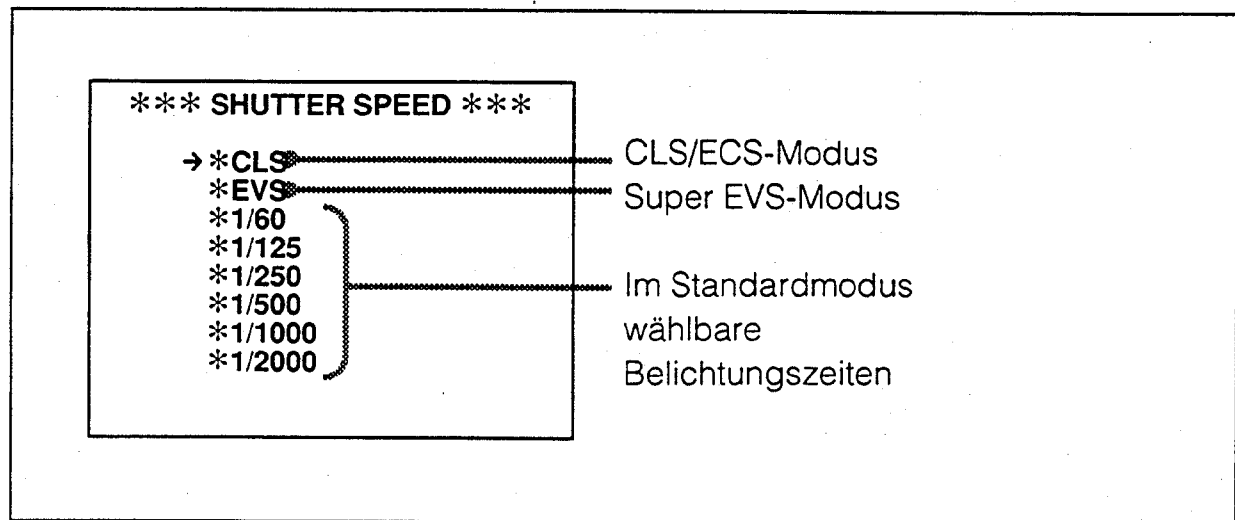 *** SHUTTER SPEED ***
→ *CLS
*EVS
*1/60
*1/125
*1/250
*1/500
*1/1000
*1/2000
CLS/ECS-Modus
Super EVS-Modus
Im Standardmodus
wählbare
Belichtungszeiten